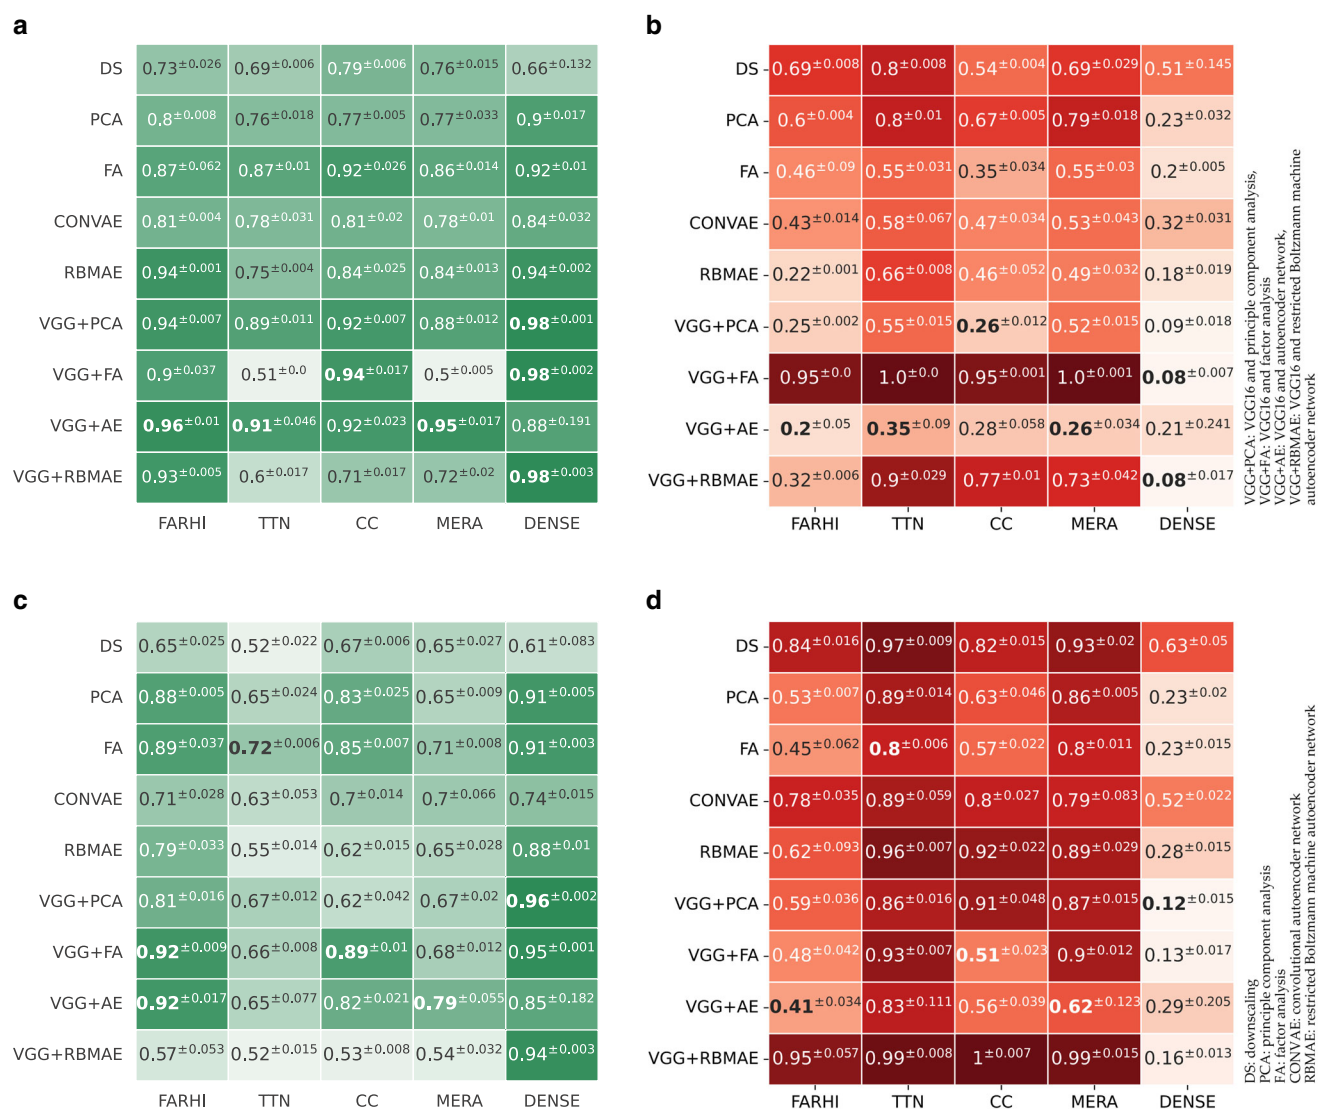 a
DS 0.73±0.026 0.69±0.006 0.79±0.006 0.76±0.015 0.66±0.132
PCA 0.8±0.008 0.76±0.018 0.77±0.005 0.77±0.033 0.9±0.017
FA 0.87±0.062 0.87±0.01 0.92±0.026 0.86±0.014 0.92±0.01
CONVAE 0.81±0.004 0.78±0.031 0.81±0.02 0.78±0.01 0.84±0.032
RBMAE 0.94±0.001 0.75±0.004 0.84±0.025 0.84±0.013 0.94±0.002
VGG+PCA 0.94±0.007 0.89±0.011 0.92±0.007 0.88±0.012 0.98±0.001
VGG+FA 0.9±0.037 0.51±0.0 0.94±0.017 0.5±0.005 0.98±0.002
VGG+AE 0.96±0.01 0.91±0.046 0.92±0.023 0.95±0.017 0.88±0.191
VGG+RBMAE 0.93±0.005 0.6±0.017 0.71±0.017 0.72±0.02 0.98±0.003
FARHI TTN CC MERA DENSE
b
DS 0.69±0.008 0.8±0.008 0.54±0.004 0.69±0.029 0.51±0.145
PCA 0.6±0.004 0.8±0.01 0.67±0.005 0.79±0.018 0.23±0.032
FA 0.46±0.09 0.55±0.031 0.35±0.034 0.55±0.03 0.2±0.005
CONVAE 0.43±0.014 0.58±0.067 0.47±0.034 0.53±0.043 0.32±0.031
RBMAE 0.22±0.001 0.66±0.008 0.46±0.052 0.49±0.032 0.18±0.019
VGG+PCA 0.25±0.002 0.55±0.015 0.26±0.012 0.52±0.015 0.09±0.018
VGG+FA 0.95±0.0 1.0±0.0 0.95±0.001 1.0±0.001 0.08±0.007
VGG+AE 0.2±0.05 0.35±0.09 0.28±0.058 0.26±0.034 0.21±0.241
VGG+RBMAE 0.32±0.006 0.9±0.029 0.77±0.01 0.73±0.042 0.08±0.017
FARHI TTN CC MERA DENSE
VGG+PCA: VGG16 and principle component analysis,
VGG+FA: VGG16 and factor analysis
VGG+AE: VGG16 and autoencoder network,
VGG+RBMAE: VGG16 and restricted Boltzmann machine
autoencoder network
c
DS 0.65±0.025 0.52±0.022 0.67±0.006 0.65±0.027 0.61±0.083
PCA 0.88±0.005 0.65±0.024 0.83±0.025 0.65±0.009 0.91±0.005
FA 0.89±0.037 0.72±0.006 0.85±0.007 0.71±0.008 0.91±0.003
CONVAE 0.71±0.028 0.63±0.053 0.7±0.014 0.7±0.066 0.74±0.015
RBMAE 0.79±0.033 0.55±0.014 0.62±0.015 0.65±0.028 0.88±0.01
VGG+PCA 0.81±0.016 0.67±0.012 0.62±0.042 0.67±0.02 0.96±0.002
VGG+FA 0.92±0.009 0.66±0.008 0.89±0.01 0.68±0.012 0.95±0.001
VGG+AE 0.92±0.017 0.65±0.077 0.82±0.021 0.79±0.055 0.85±0.182
VGG+RBMAE 0.57±0.053 0.52±0.015 0.53±0.008 0.54±0.032 0.94±0.003
FARHI TTN CC MERA DENSE
d
DS 0.84±0.016 0.97±0.009 0.82±0.015 0.93±0.02 0.63±0.05
PCA 0.53±0.007 0.89±0.014 0.63±0.046 0.86±0.005 0.23±0.02
FA 0.45±0.062 0.8±0.006 0.57±0.022 0.8±0.011 0.23±0.015
CONVAE 0.78±0.035 0.89±0.059 0.8±0.027 0.79±0.083 0.52±0.022
RBMAE 0.62±0.093 0.96±0.007 0.92±0.022 0.89±0.029 0.28±0.015
VGG+PCA 0.59±0.036 0.86±0.016 0.91±0.048 0.87±0.015 0.12±0.015
VGG+FA 0.48±0.042 0.93±0.007 0.51±0.023 0.9±0.012 0.13±0.017
VGG+AE 0.41±0.034 0.83±0.111 0.56±0.039 0.62±0.123 0.29±0.205
VGG+RBMAE 0.95±0.057 0.99±0.008 1±0.007 0.99±0.015 0.16±0.013
FARHI TTN CC MERA DENSE
DS: downscaling
PCA: principle component analysis
FA: factor analysis
CONVAE: convolutional autoencoder network
RBMAE: restricted Boltzmann machine autoencoder network